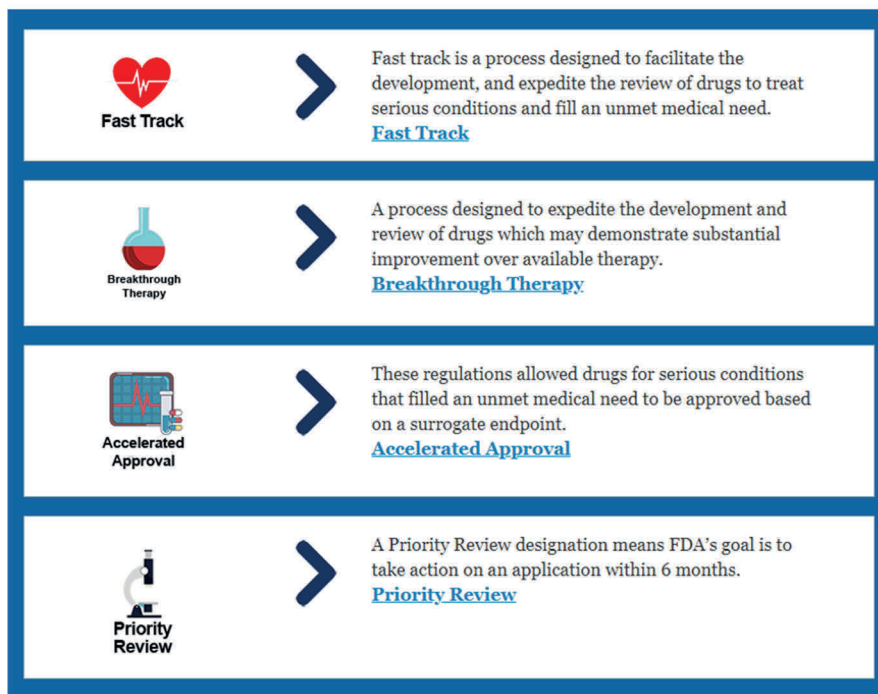 Fast Track
Fast track is a process designed to facilitate the
development, and expedite the review of drugs to treat
serious conditions and fill an unmet medical need.
Fast Track
Breakthrough
Therapy
A process designed to expedite the development and
review of drugs which may demonstrate substantial
improvement over available therapy.
Breakthrough Therapy
Accelerated
Approval
These regulations allowed drugs for serious conditions
that filled an unmet medical need to be approved based
on a surrogate endpoint.
Accelerated Approval
Priority
Review
A Priority Review designation means FDA’s goal is to
take action on an application within 6 months.
Priority Review